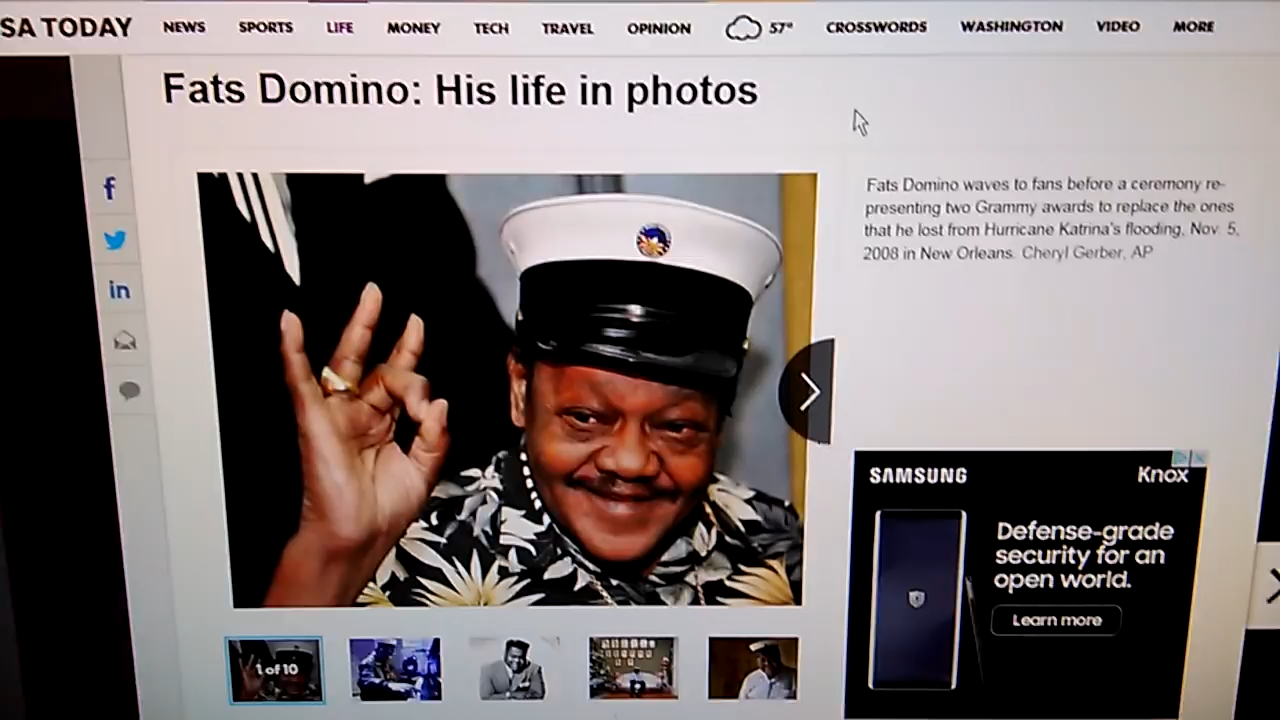 SA TODAY NEWS SPORTS LIFE MONEY TECH TRAVEL OPINION 57° CROSSWORDS WASHINGTON VIDEO MORE
Fats Domino: His life in photos
f
in
Fats Domino waves to fans before a ceremony re-
presenting two Grammy awards to replace the ones
that he lost from Hurricane Katrina's flooding, Nov. 5,
2008 in New Orleans. Cheryl Gerber, AP
SAMSUNG Knox
Defense-grade
security for an
open world.
Learn more
1 of 10